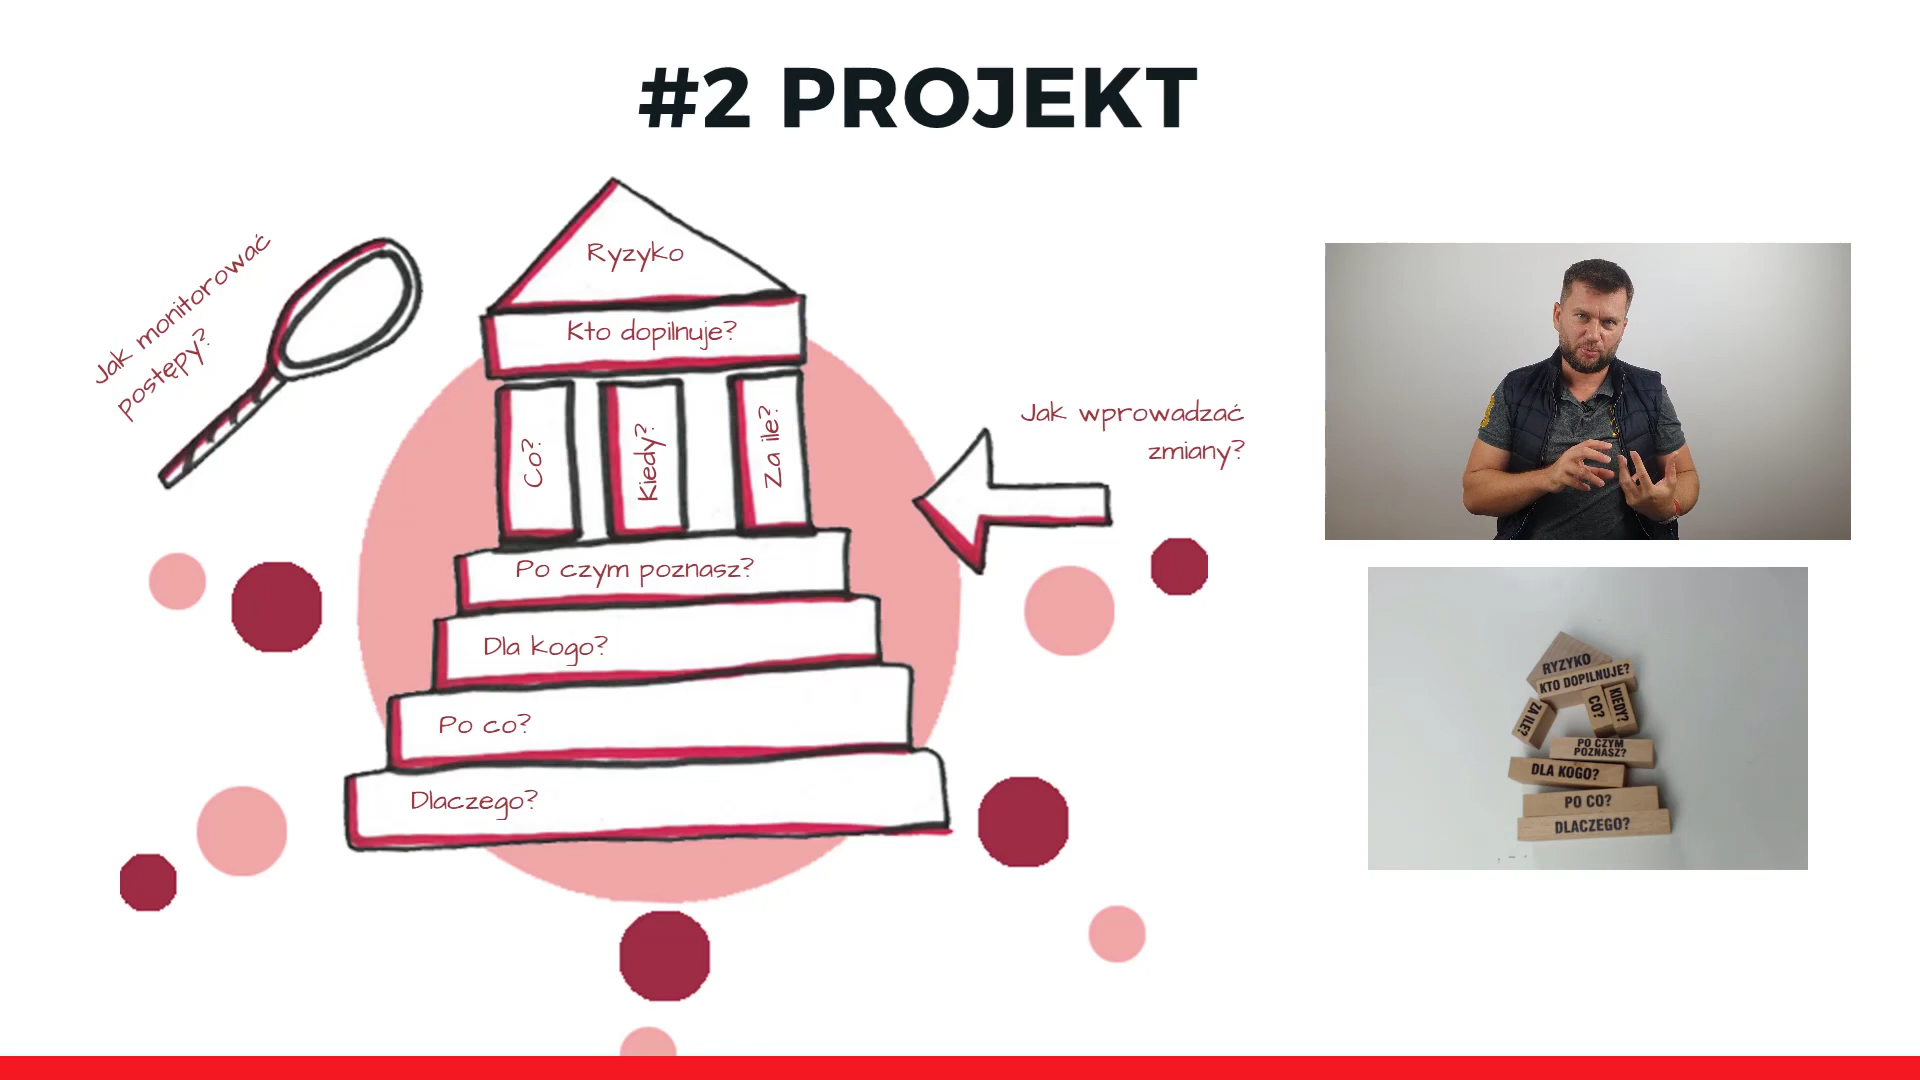 #2 PROJEKT
Jak monitorować
postępy?
Ryzyko
Kto dopilnuje?
Co?
Kiedy?
Za ile?
Jak wprowadzać
zmiany?
Po czym poznasz?
Dla kogo?
Po co?
Dlaczego?
RYZYKO
KTO DOPILNUJE?
ZA ILE?
CO?
KIEDY?
PO CZYM
POZNASZ?
DLA KOGO?
PO CO?
DLACZEGO?